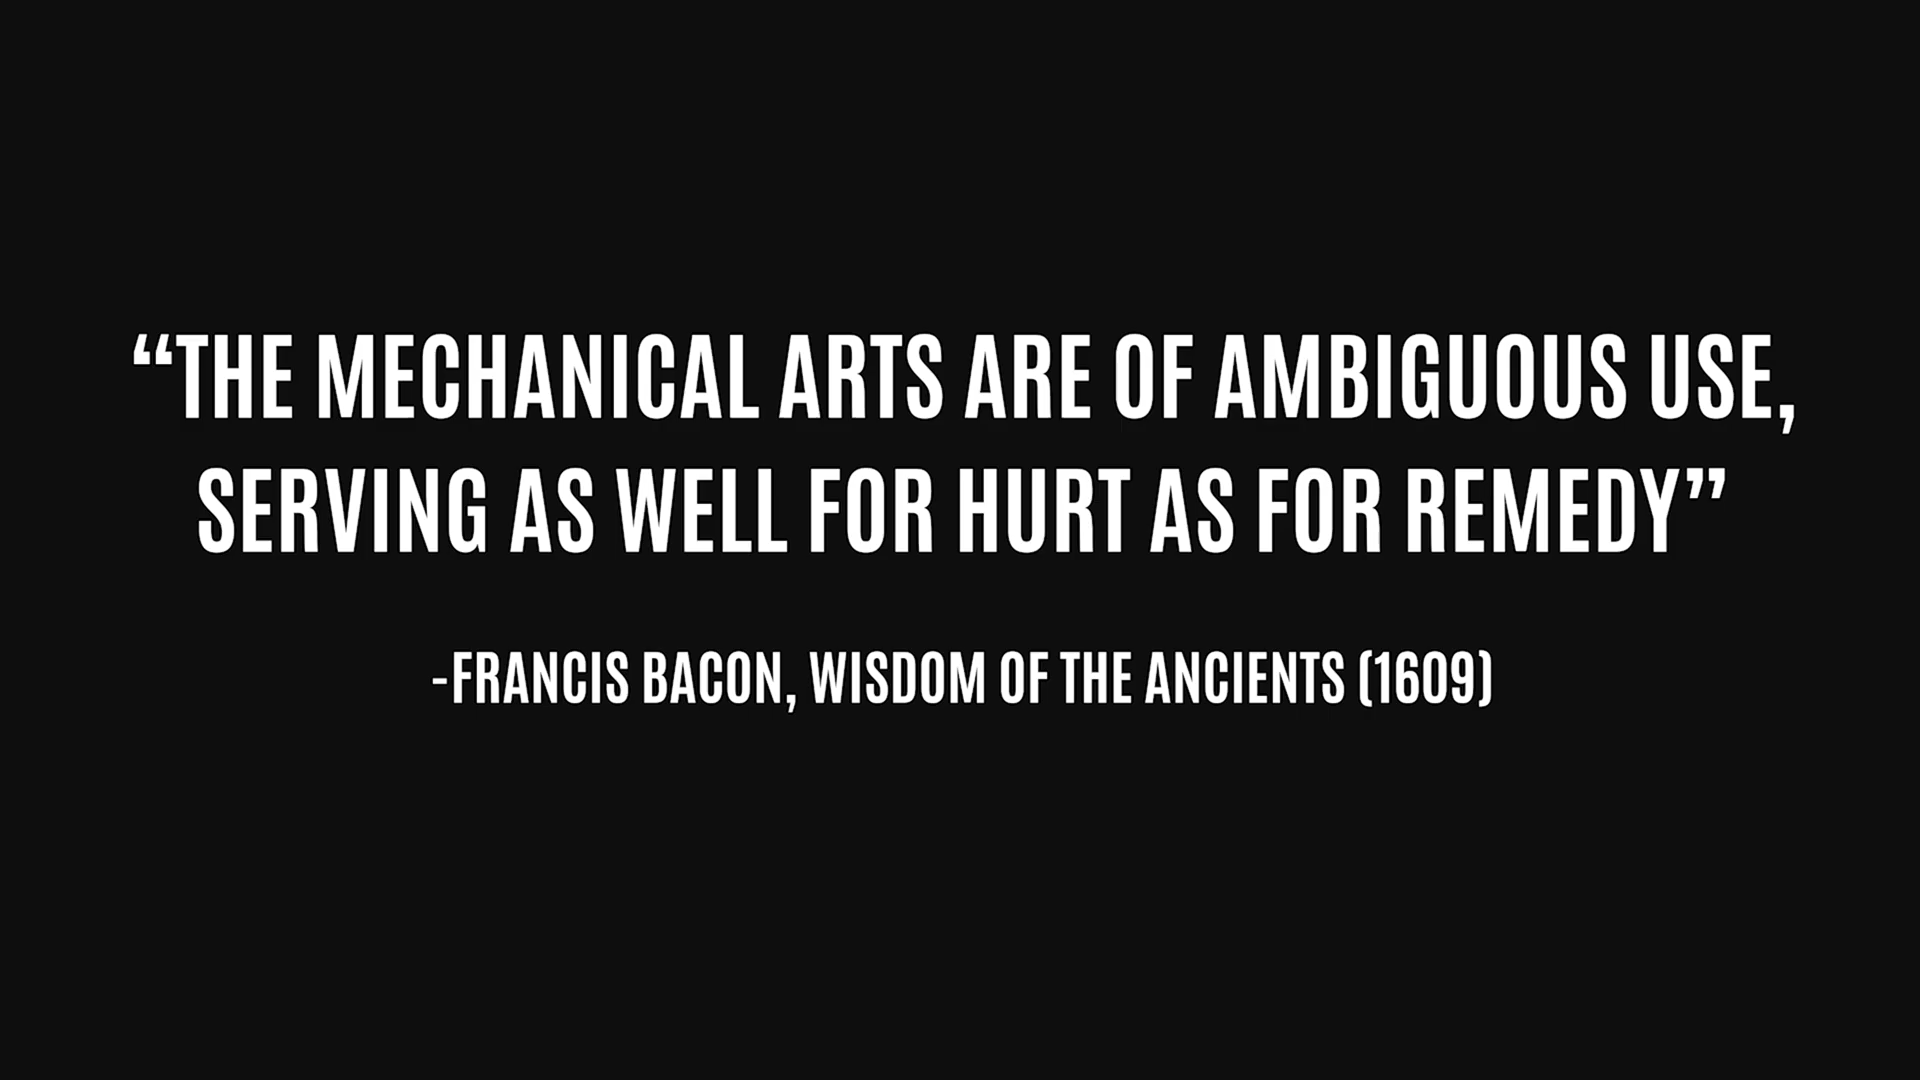 “THE MECHANICAL ARTS ARE OF AMBIGUOUS USE,
SERVING AS WELL FOR HURT AS FOR REMEDY”
-FRANCIS BACON, WISDOM OF THE ANCIENTS (1609)